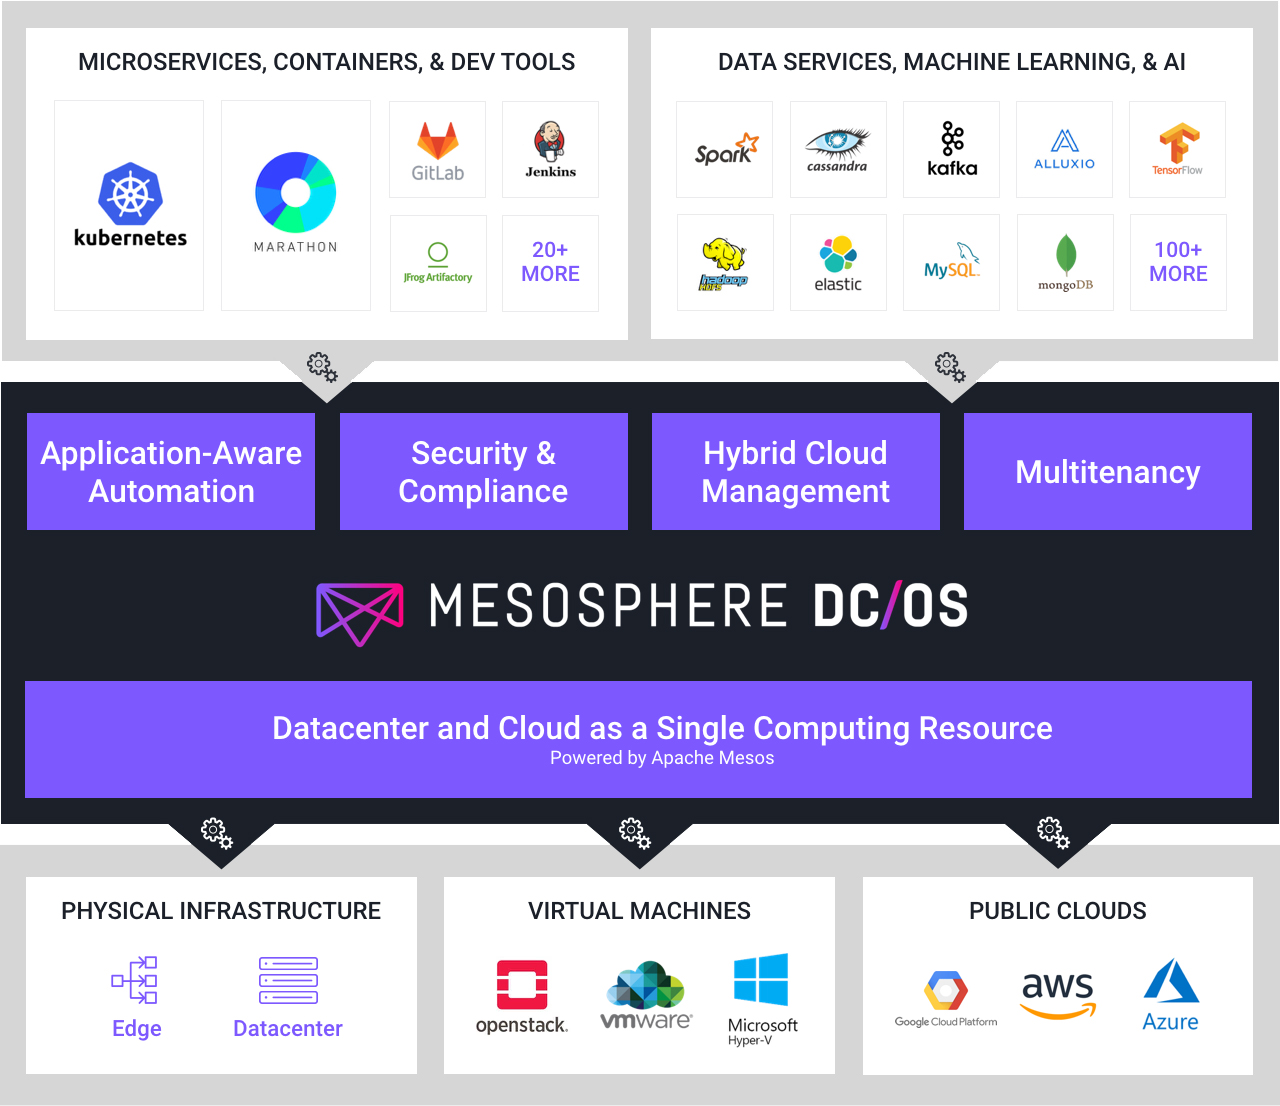 MICROSERVICES, CONTAINERS, & DEV TOOLS
kubernetes
MARATHON
GitLab
Jenkins
JFrog Artifactory
20+
MORE
DATA SERVICES, MACHINE LEARNING, & AI
Spark
cassandra
kafka
ALLUXIO
TensorFlow
hadoop
HDFS
elastic
MySQL
mongoDB
100+
MORE
Application-Aware
Automation
Security &
Compliance
Hybrid Cloud
Management
Multitenancy
MESOSPHERE DC/OS
Datacenter and Cloud as a Single Computing Resource
Powered by Apache Mesos
PHYSICAL INFRASTRUCTURE
Edge
Datacenter
VIRTUAL MACHINES
openstack.
vmware
Microsoft
Hyper-V
PUBLIC CLOUDS
Google Cloud Platform
aws
Azure